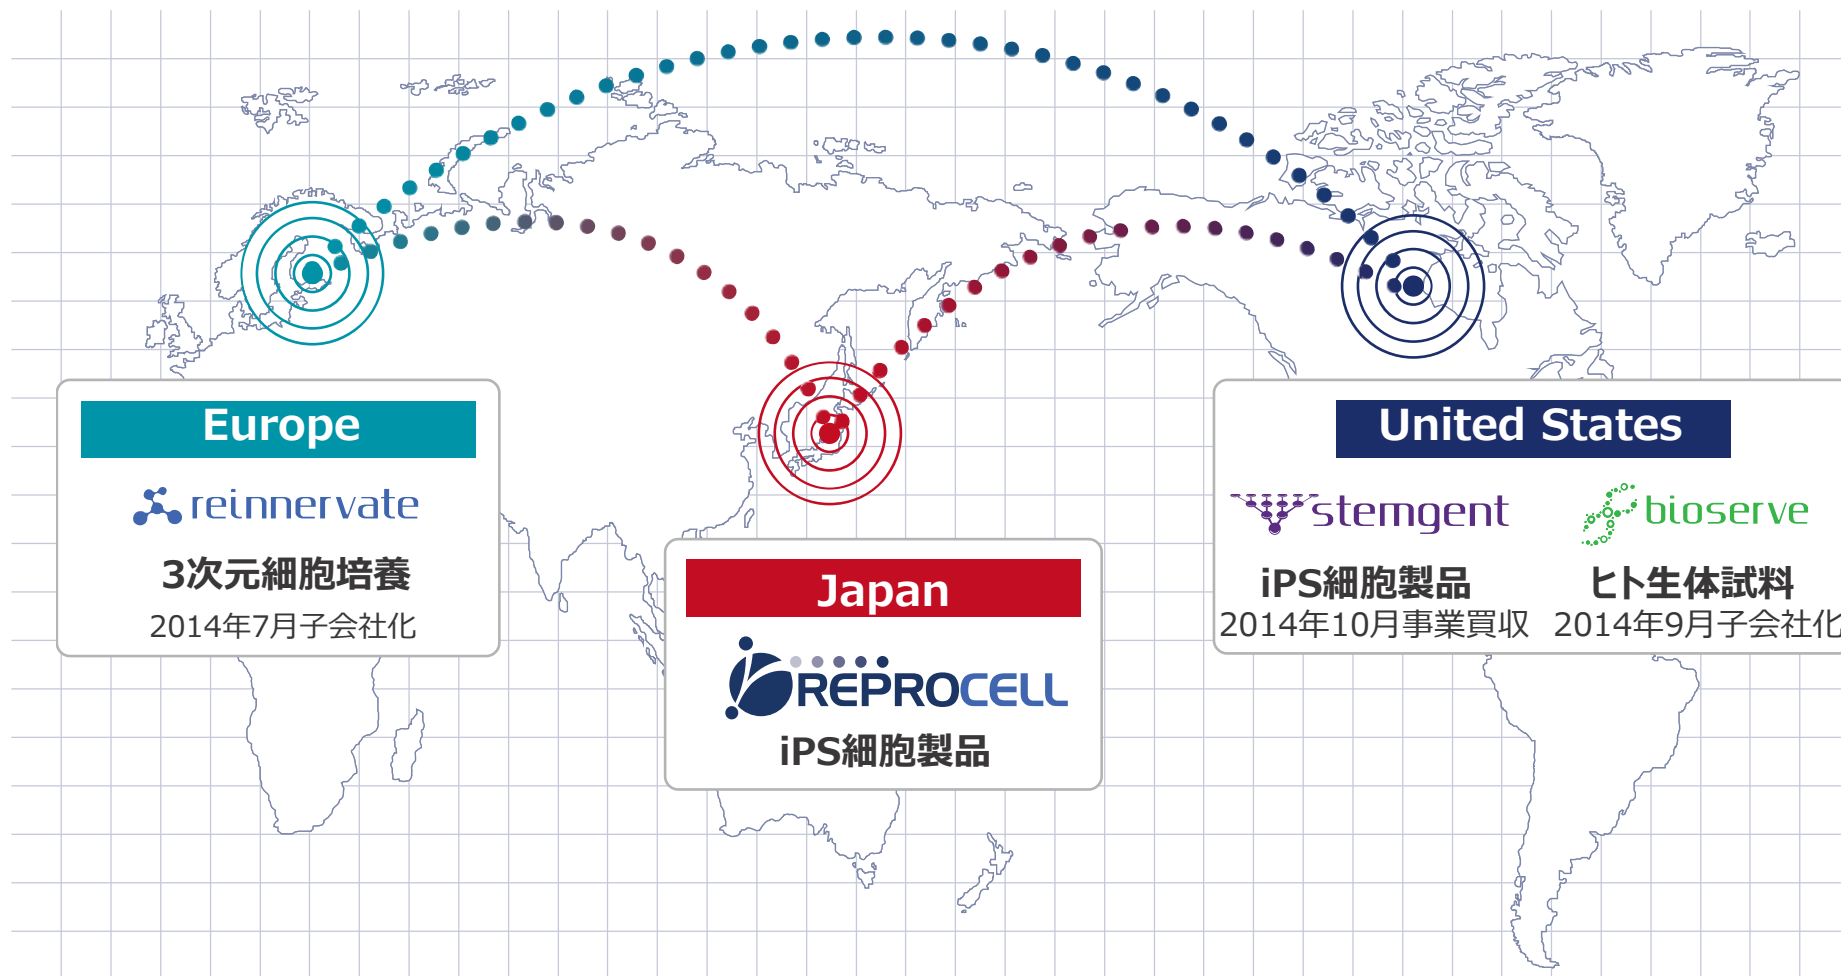 Europe
reinnervate
3次元細胞培養
2014年7月子会社化
Japan
REPROCELL
iPS細胞製品
United States
stemgent
iPS細胞製品
2014年10月事業買収
bioserve
ヒト生体試料
2014年9月子会社化